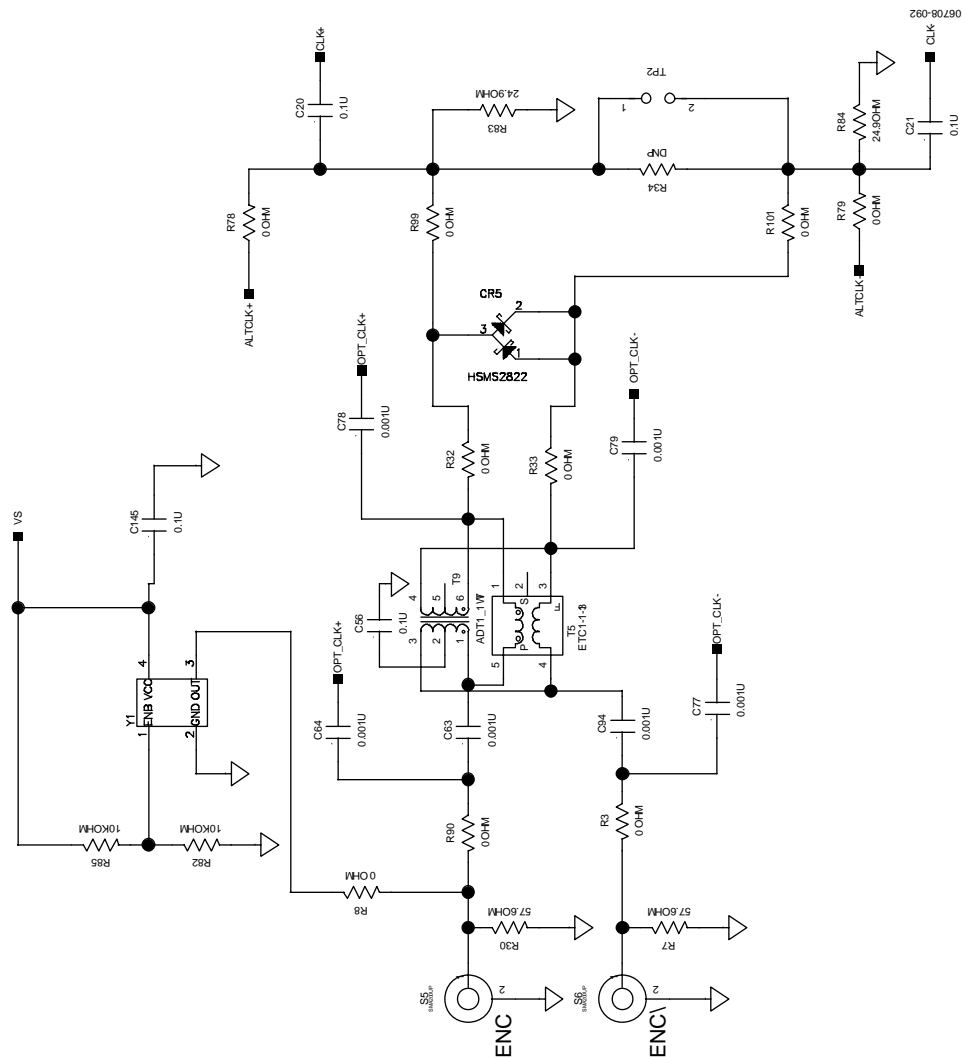 06708-092
CLK+
C20
0.1U
R78
0 OHM
ALTCLK+
24.9OHM
R83
TP2
1
2
DNP
R34
CLK-
C21
0.1U
R84
24.9OHM
R79
0 OHM
ALTCLK-
R99
0 OHM
R101
0 OHM
CR5
3
2
1
HSMS2822
VS
C145
0.1U
OPT_CLK+
C78
0.001U
R32
0 OHM
R33
0 OHM
OPT_CLK-
C79
0.001U
Y1
1
ENB
VCC
4
2
GND
OUT
3
R85
10KOHM
R82
10KOHM
C56
0.1U
4
5
6
3
2
1
T9
1
2
3
5
4
S
P
F
T5
OPT_CLK+
C64
0.001U
C63
0.001U
C94
0.001U
OPT_CLK-
C77
0.001U
R90
0 OHM
R3
0 OHM
R8
0 OHM
57.6OHM
R30
57.6OHM
R7
S5
1
2
ENC
S6
1
2
ENC\